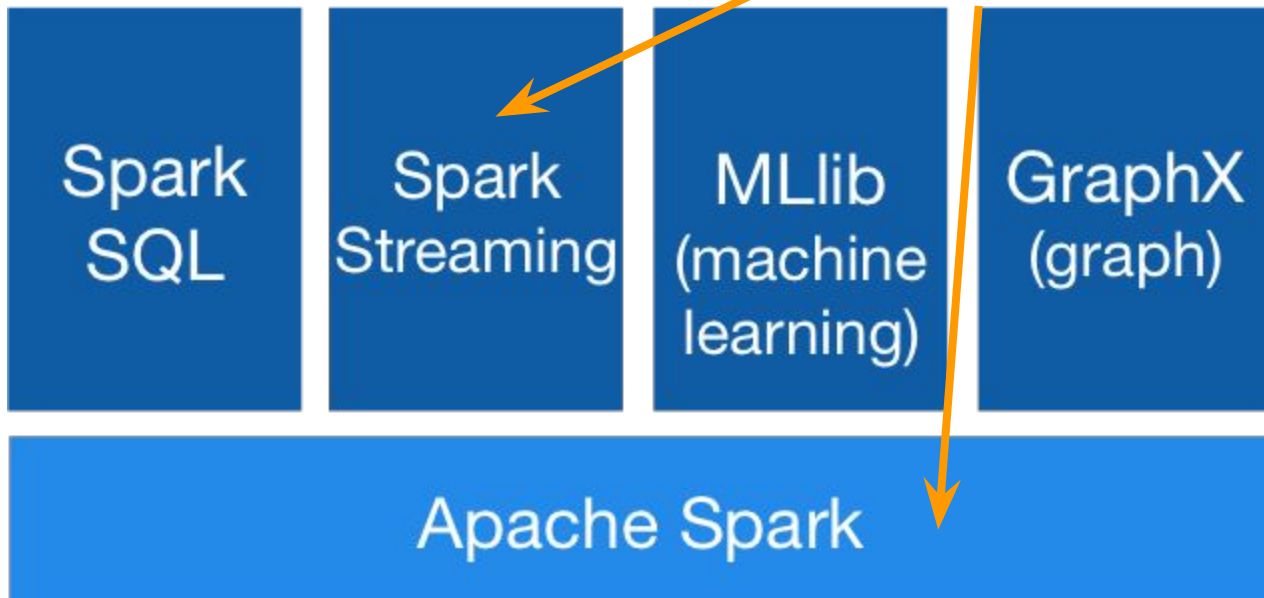 Spark
SQL
Spark
Streaming
MLlib
(machine
learning)
GraphX
(graph)
Apache Spark